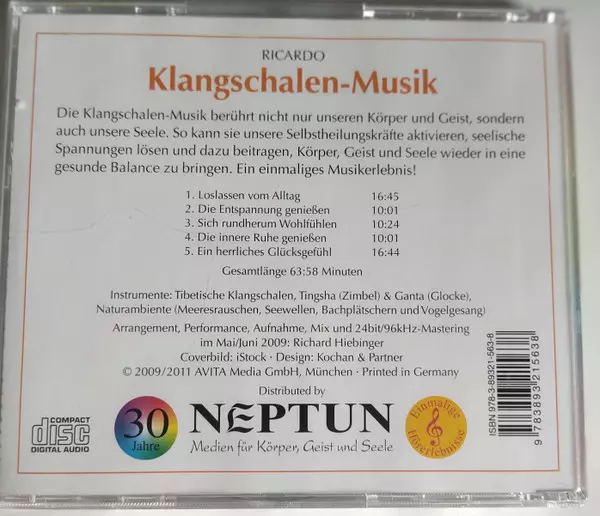 RICARDO
Klangschalen-Musik
Die Klangschalen-Musik berührt nicht nur unseren Körper und Geist, sondern
auch unsere Seele. So kann sie unsere Selbstheilungskräfte aktivieren, seelische
Spannungen lösen und dazu beitragen, Körper, Geist und Seele wieder in eine
gesunde Balance zu bringen. Ein einmaliges Musikerlebnis!
1. Loslassen vom Alltag 16:45
2. Die Entspannung genießen 10:01
3. Sich rundherum Wohlfühlen 10:24
4. Die innere Ruhe genießen 10:01
5. Ein herrliches Glücksgefühl 16:44
Gesamtlänge 63:58 Minuten
Instrumente: Tibetische Klangschalen, Tingsha (Zimbel) & Ganta (Glocke),
Naturambiente (Meeresrauschen, Seewellen, Bachplätschern und Vogelgesang)
Arrangement, Performance, Aufnahme, Mix und 24bit/96kHz-Mastering
im Mai/Juni 2009: Richard Hiebinger
Coverbild: iStock · Design: Kochan & Partner
© 2009/2011 AVITA Media GmbH, München · Printed in Germany
Distributed by
COMPACT
disc
DIGITAL AUDIO
30
Jahre
NEPTUN
Medien für Körper, Geist und Seele
Einmalige
Hörerlebnisse
ISBN 978-3-89321-563-8
9 783893 215638